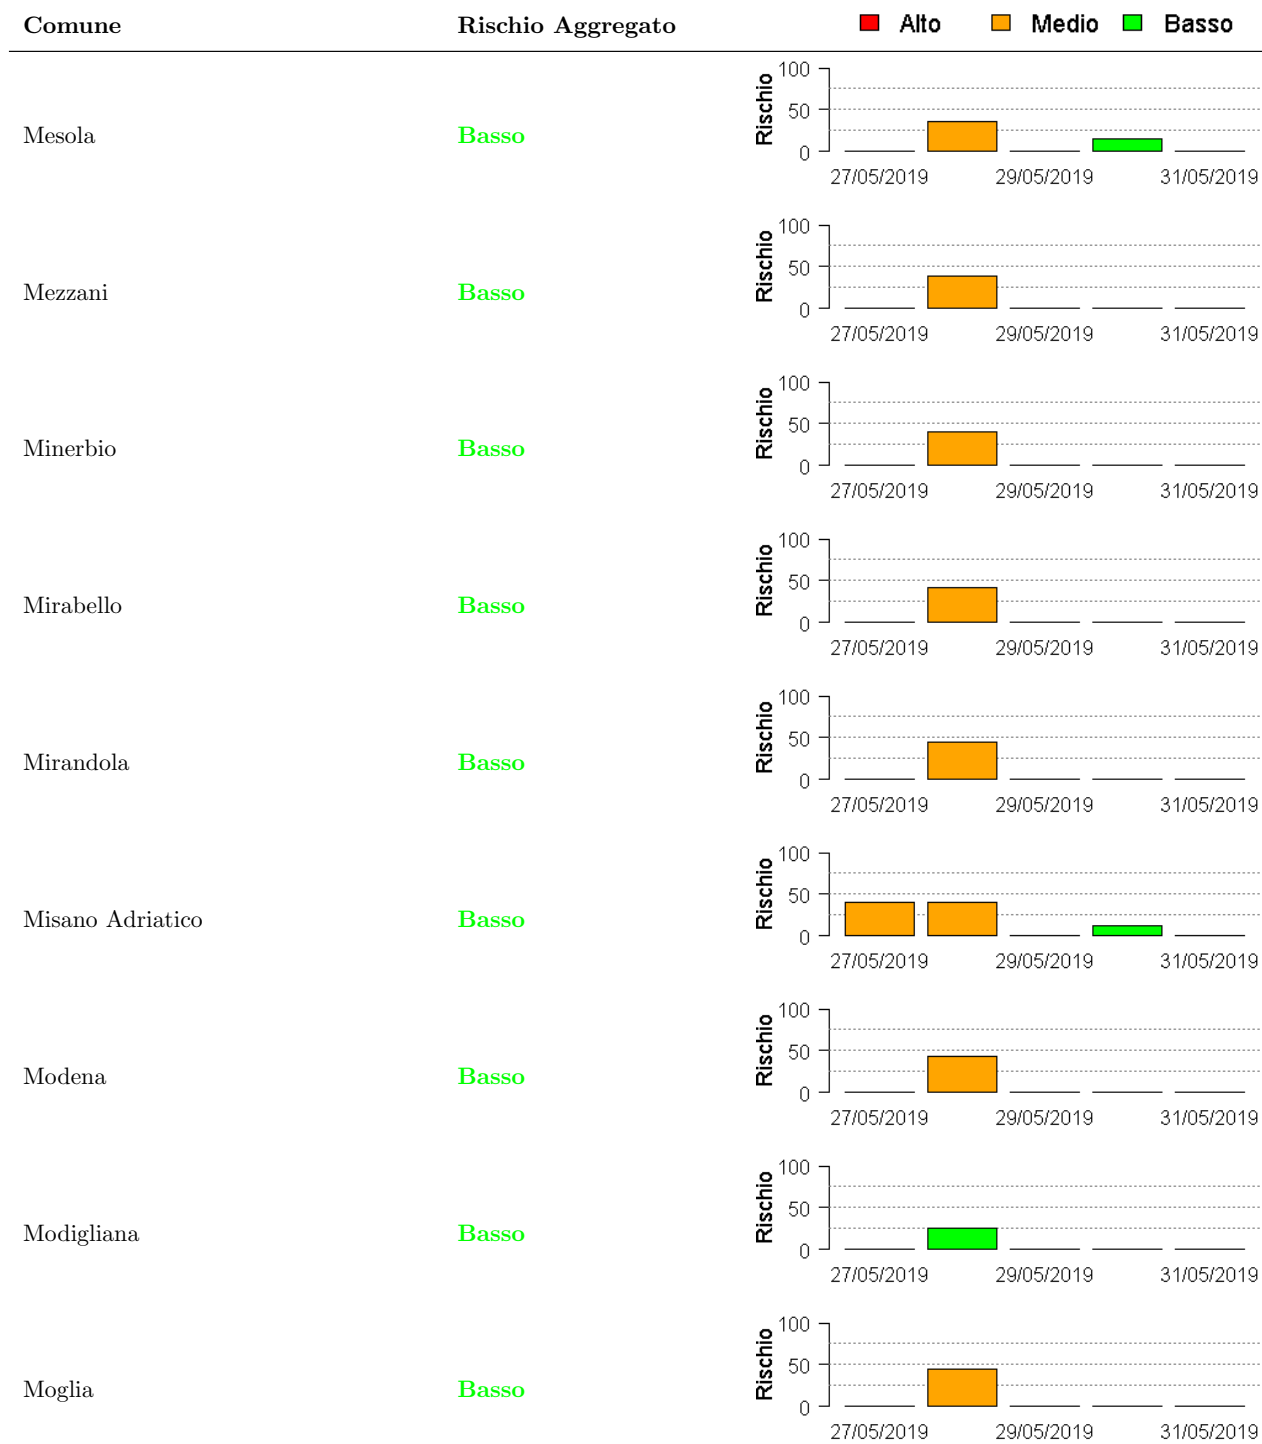 Comune Rischio Aggregato Alto Medio Basso
100
50
0
Rischio
Mesola Basso
27/05/2019 29/05/2019 31/05/2019
100
50
0
Rischio
Mezzani Basso
27/05/2019 29/05/2019 31/05/2019
100
50
0
Rischio
Minerbio Basso
27/05/2019 29/05/2019 31/05/2019
100
50
0
Rischio
Mirabello Basso
27/05/2019 29/05/2019 31/05/2019
100
50
0
Rischio
Mirandola Basso
27/05/2019 29/05/2019 31/05/2019
100
50
0
Rischio
Misano Adriatico Basso
27/05/2019 29/05/2019 31/05/2019
100
50
0
Rischio
Modena Basso
27/05/2019 29/05/2019 31/05/2019
100
50
0
Rischio
Modigliana Basso
27/05/2019 29/05/2019 31/05/2019
100
50
0
Rischio
Moglia Basso
27/05/2019 29/05/2019 31/05/2019